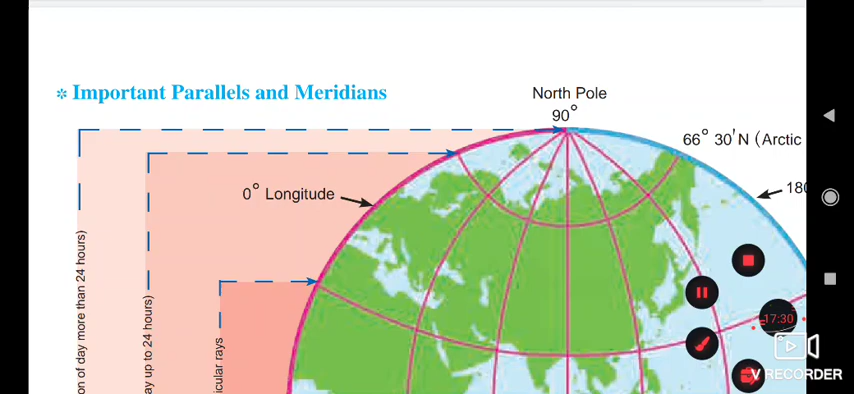 * Important Parallels and Meridians
North Pole
90°
66° 30' N (Arctic
0° Longitude
180
on of day more than 24 hours)
ay up to 24 hours)
icular rays
17:30
V RECORDER